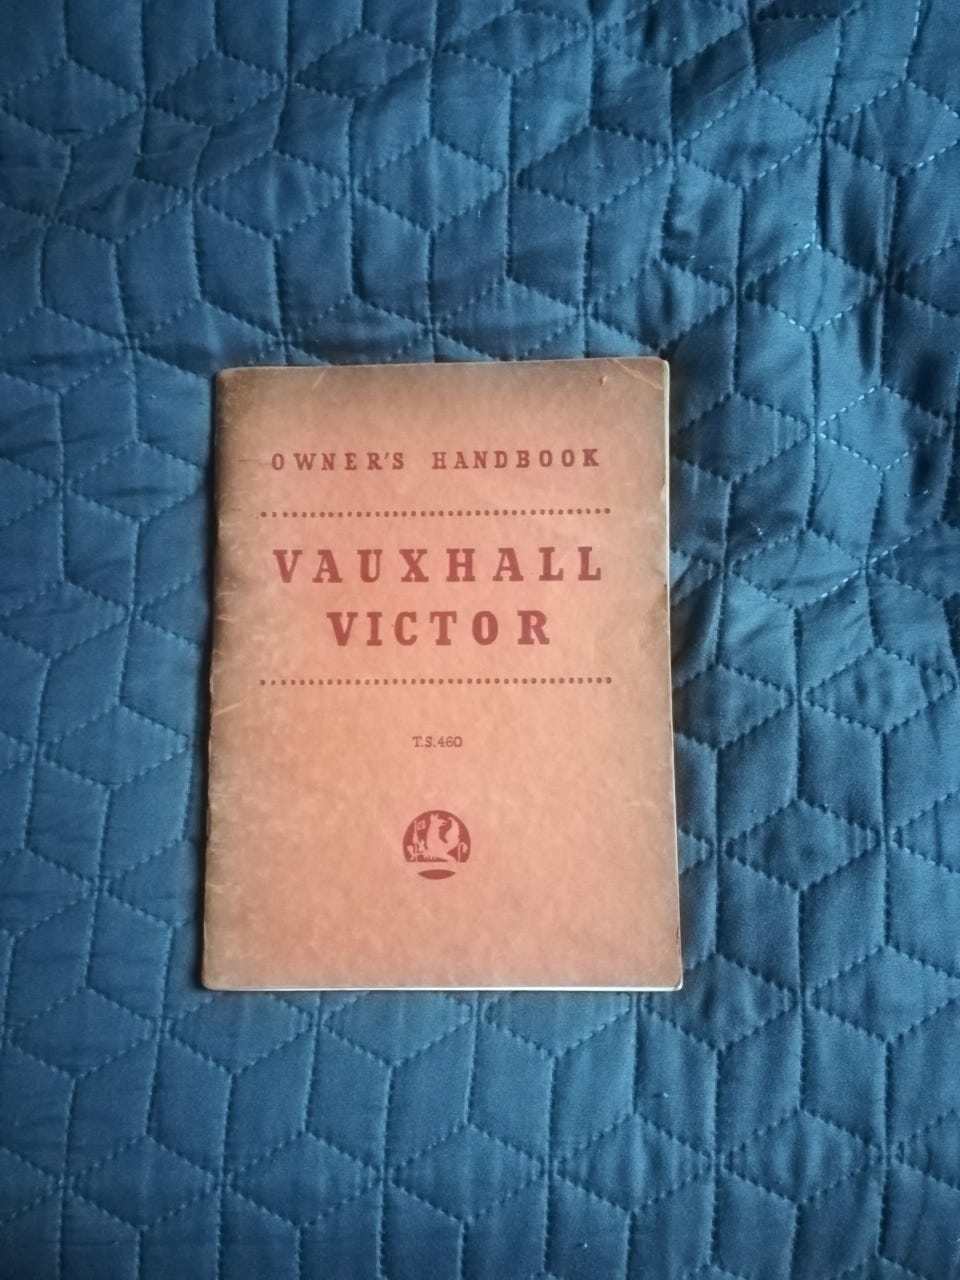 OWNER'S HANDBOOK
VAUXHALL
VICTOR
T.S.460